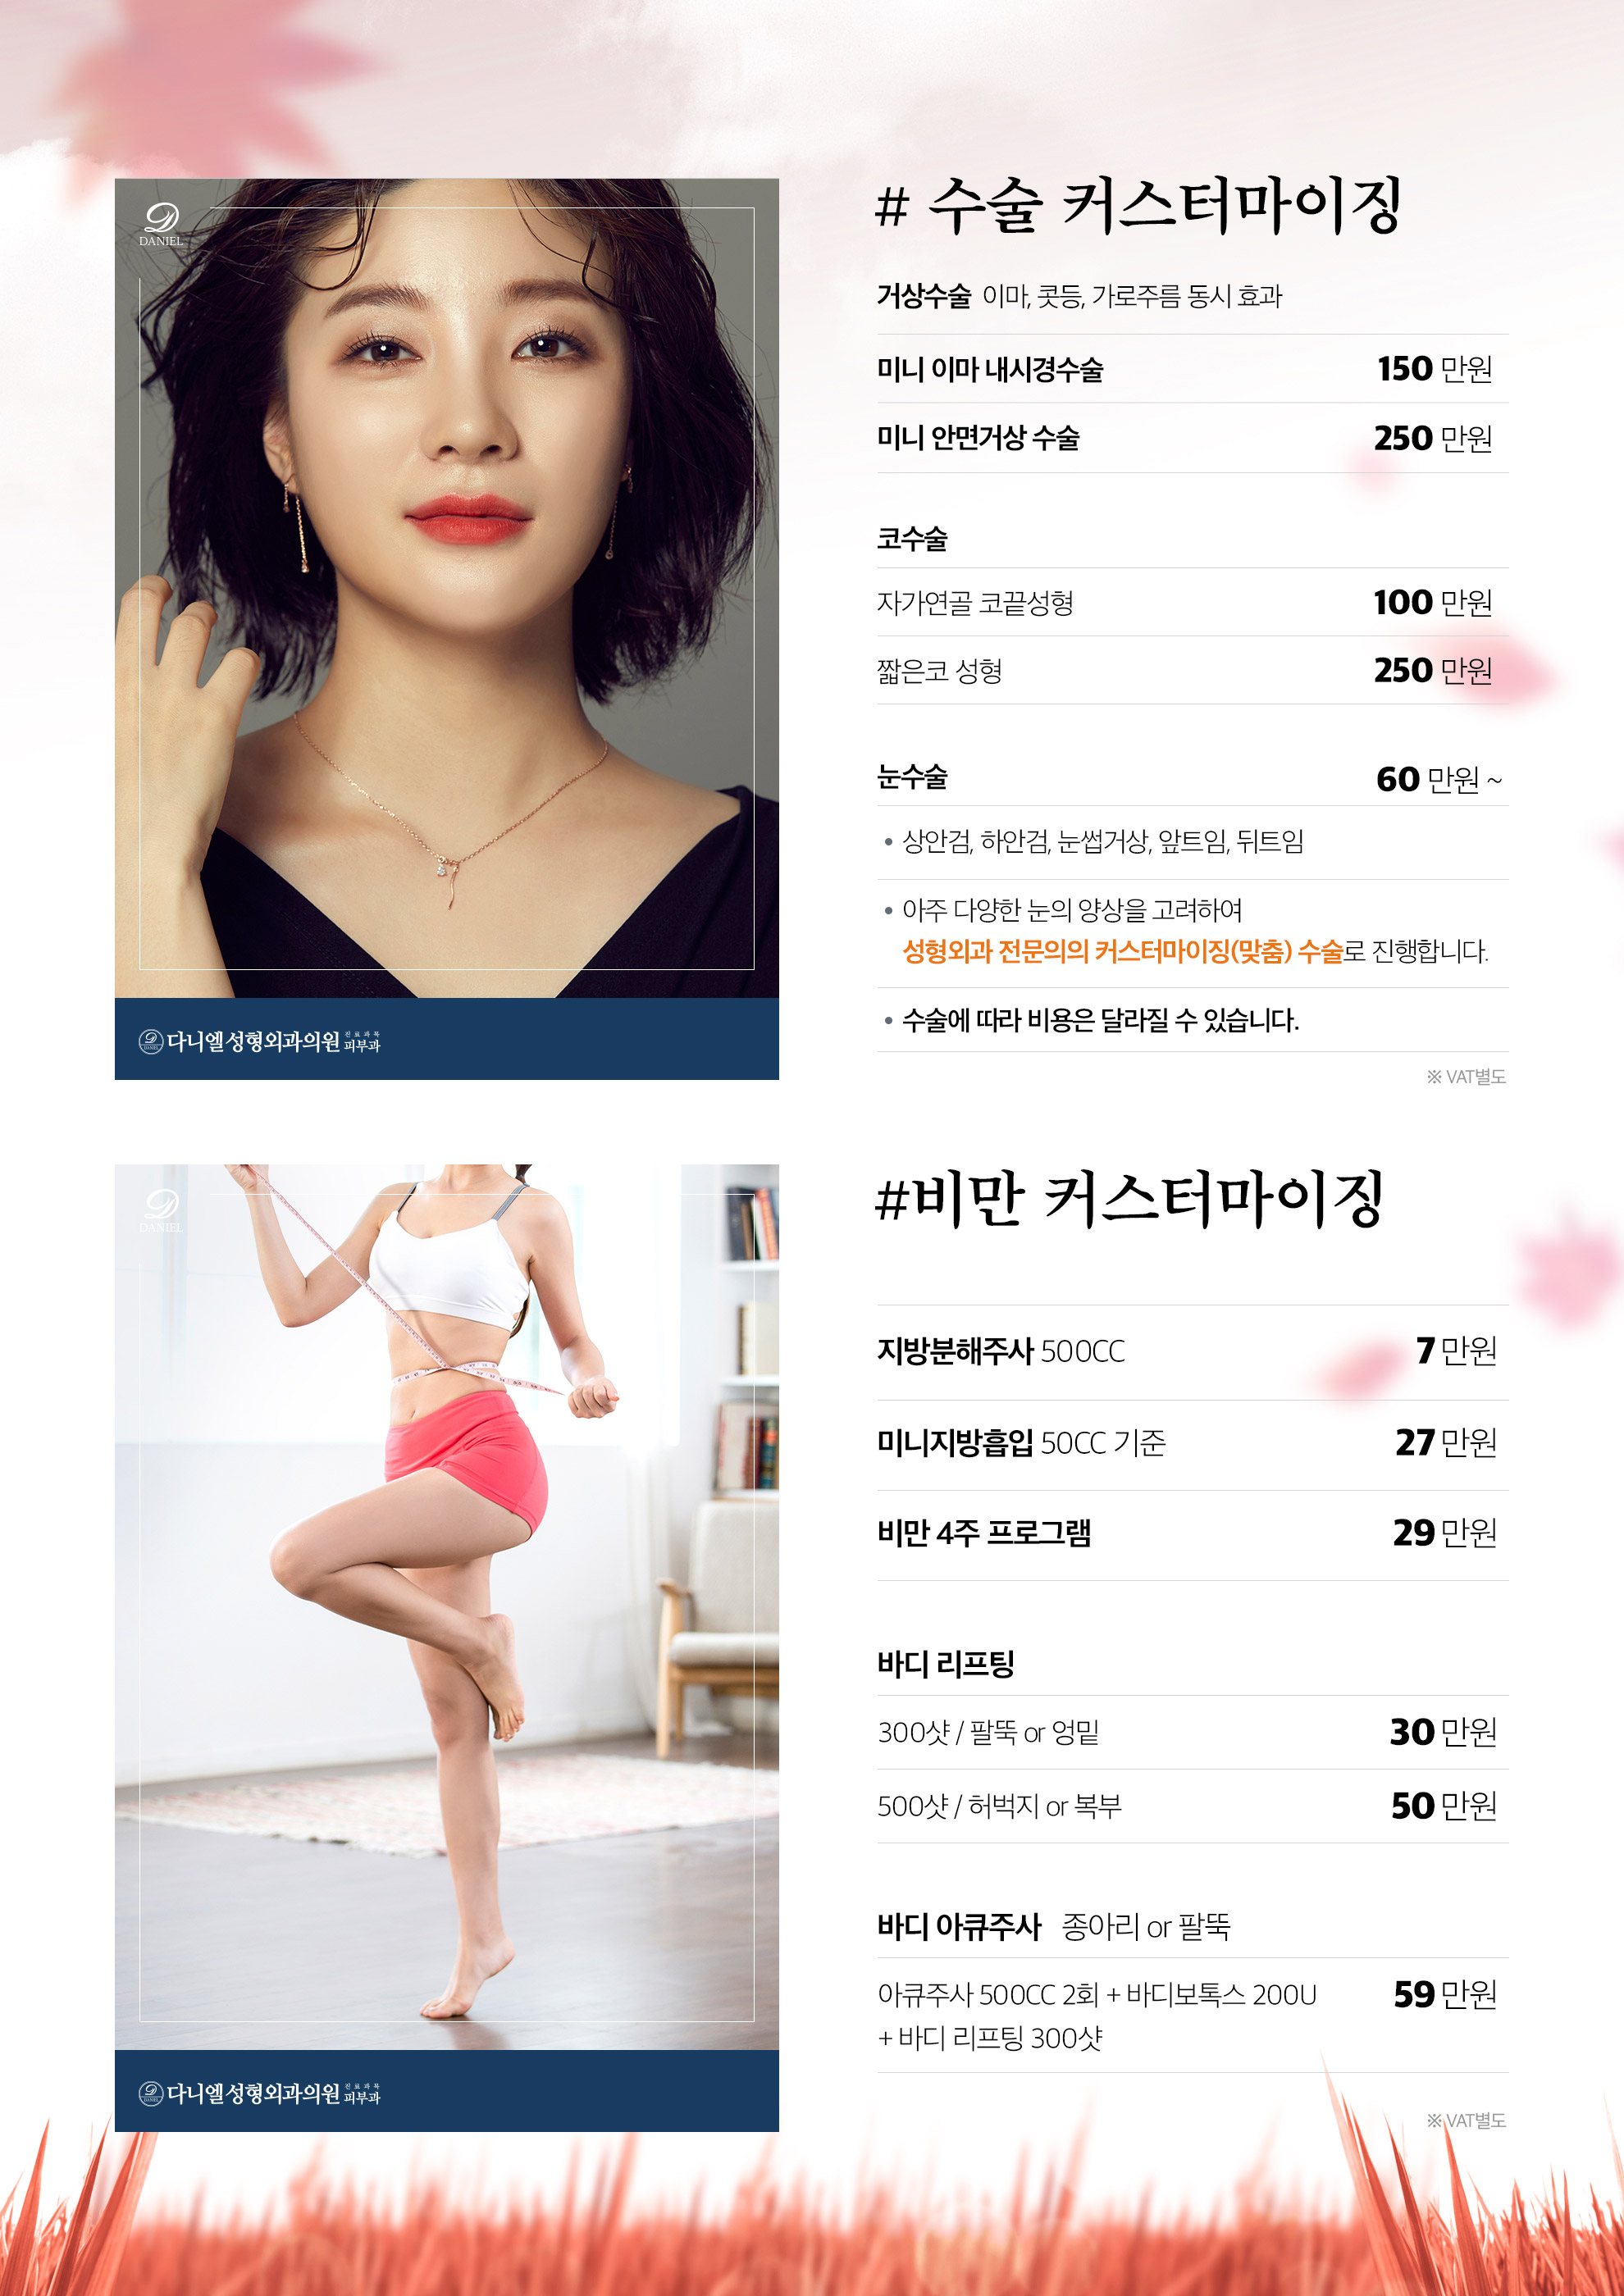 DANIEL
# 수술 커스터마이징
거상수술 이마, 콧등, 가로주름 동시 효과
미니 이마 내시경수술 150 만원
미니 안면거상 수술 250 만원
코수술
자가연골 코끝성형 100 만원
짧은코 성형 250 만원
눈수술 60 만원 ~
• 상안검, 하안검, 눈썹거상, 앞트임, 뒤트임
• 아주 다양한 눈의 양상을 고려하여
성형외과 전문의의 커스터마이징(맞춤) 수술로 진행합니다.
• 수술에 따라 비용은 달라질 수 있습니다.
※ VAT별도
다니엘성형외과의원 진료과목 피부과
DANIEL
#비만 커스터마이징
지방분해주사 500CC 7 만원
미니지방흡입 50CC 기준 27 만원
비만 4주 프로그램 29 만원
바디 리프팅
300샷 / 팔뚝 or 엉밑 30 만원
500샷 / 허벅지 or 복부 50 만원
바디 아큐주사 종아리 or 팔뚝
아큐주사 500CC 2회 + 바디보톡스 200U 59 만원
+ 바디 리프팅 300샷
※ VAT별도
다니엘성형외과의원 진료과목 피부과